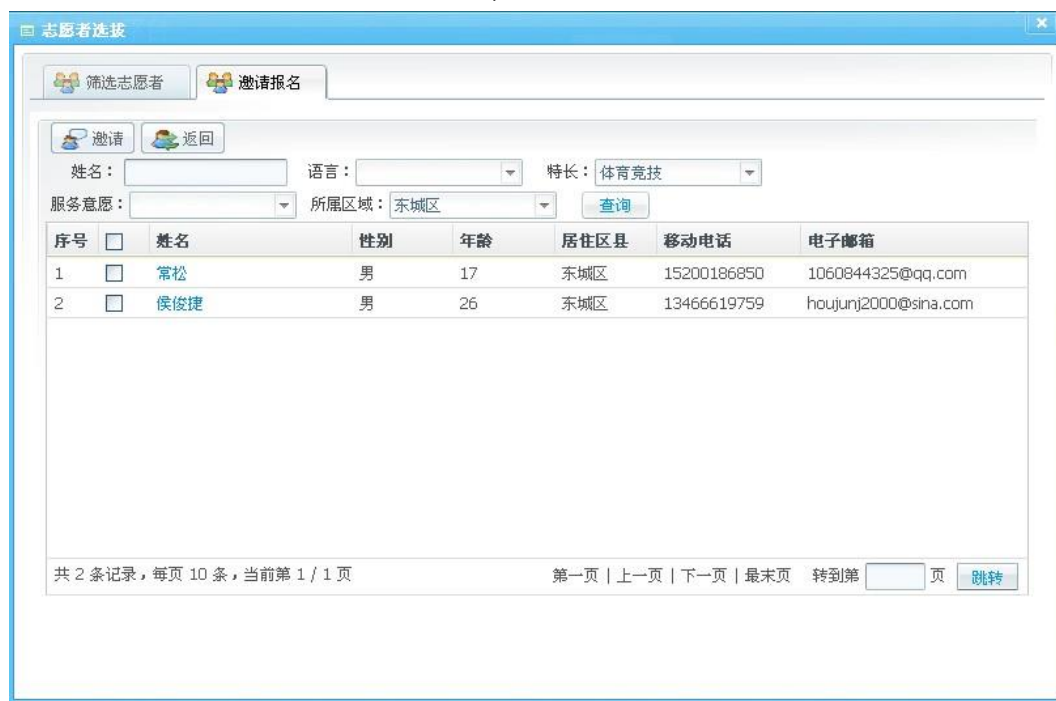 志愿者选拔
筛选志愿者 邀请报名
邀请 返回
姓名： 语言： 特长： 体育竞技
服务意愿： 所属区域： 东城区 查询
序号 姓名 性别 年龄 居住区县 移动电话 电子邮箱
1 常松 男 17 东城区 15200186850 1060844325@qq.com
2 侯俊捷 男 26 东城区 13466619759 houjunj2000@sina.com
共 2 条记录，每页 10 条，当前第 1 / 1 页 第一页 | 上一页 | 下一页 | 最末页 转到第 页 跳转